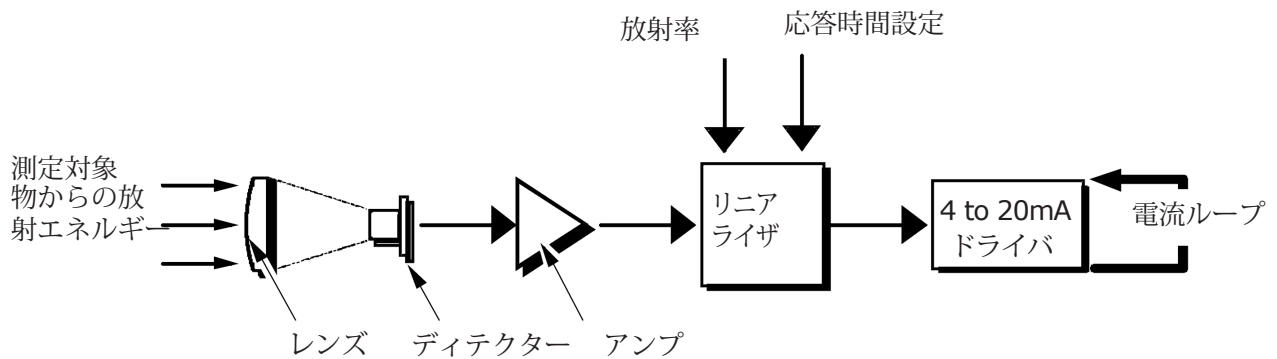 放射率
応答時間設定
測定対象
物からの放
射エネルギー
リニア
ライザ
4 to 20mA
ドライバ
電流ループ
レンズ
ディテクター
アンプ